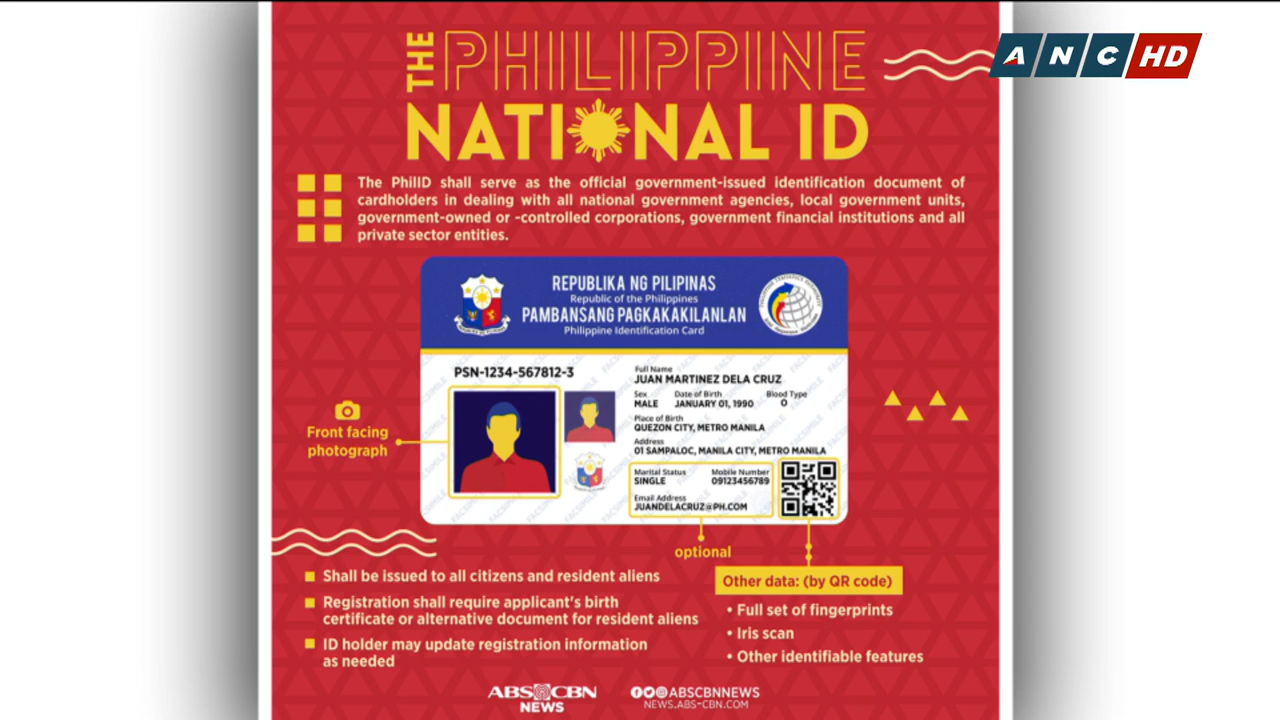 THE PHILIPPINE
NATIONAL ID
ANC HD
The PhilID shall serve as the official government-issued identification document of
cardholders in dealing with all national government agencies, local government units,
government-owned or -controlled corporations, government financial institutions and all
private sector entities.
REPUBLIKA NG PILIPINAS
Republic of the Philippines
PAMBANSANG PAGKAKAKILANLAN
Philippine Identification Card
PSN-1234-567812-3
Full Name
JUAN MARTINEZ DELA CRUZ
Sex Date of Birth Blood Type
MALE JANUARY 01, 1990 O
Place of Birth
QUEZON CITY, METRO MANILA
Address
01 SAMPALOC, MANILA CITY, METRO MANILA
Marital Status Mobile Number
SINGLE 09123456789
Email Address
JUANDELACRUZ@PH.COM
Front facing
photograph
optional
Shall be issued to all citizens and resident aliens
Registration shall require applicant's birth
certificate or alternative document for resident aliens
ID holder may update registration information
as needed
Other data: (by QR code)
• Full set of fingerprints
• Iris scan
• Other identifiable features
ABS CBN
NEWS
ABSCBNNEWS
NEWS.ABS-CBN.COM